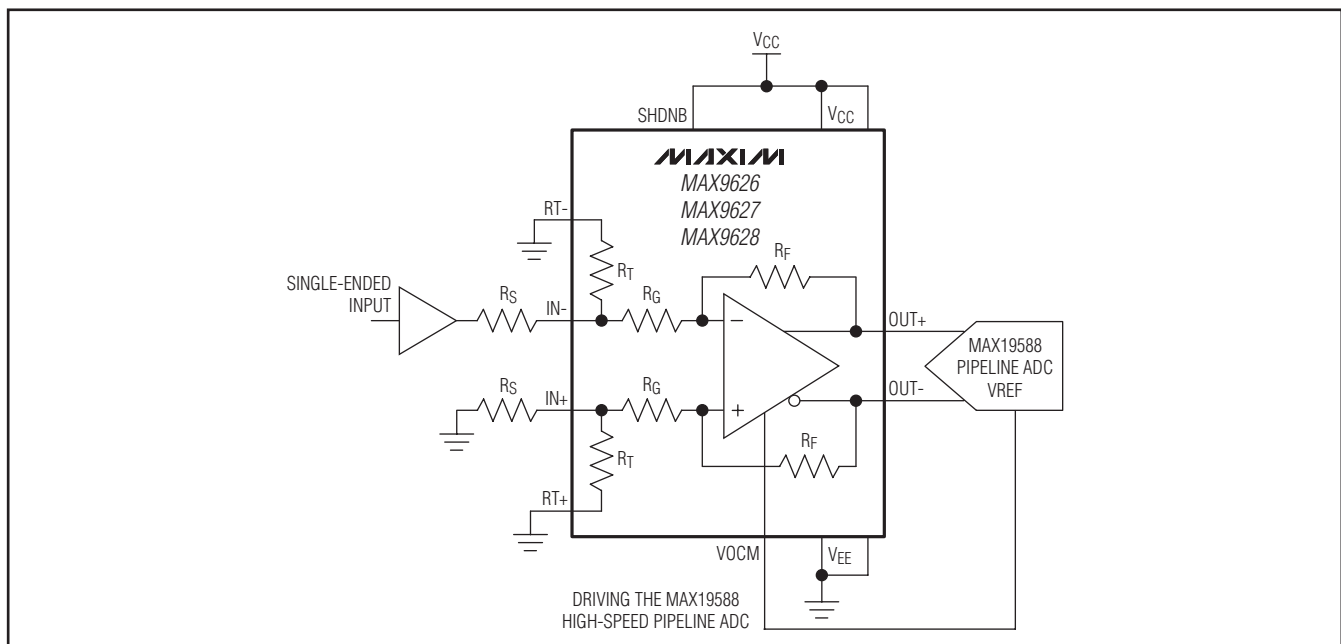 VCC
SHDNB
VCC
MAXIM
MAX9626
MAX9627
MAX9628
RT-
RT
RF
SINGLE-ENDED
INPUT
RS
IN-
RG
−
OUT+
MAX19588
PIPELINE ADC
VREF
RS
IN+
RG
+
OUT-
RT
RF
RT+
VOCM
VEE
DRIVING THE MAX19588
HIGH-SPEED PIPELINE ADC